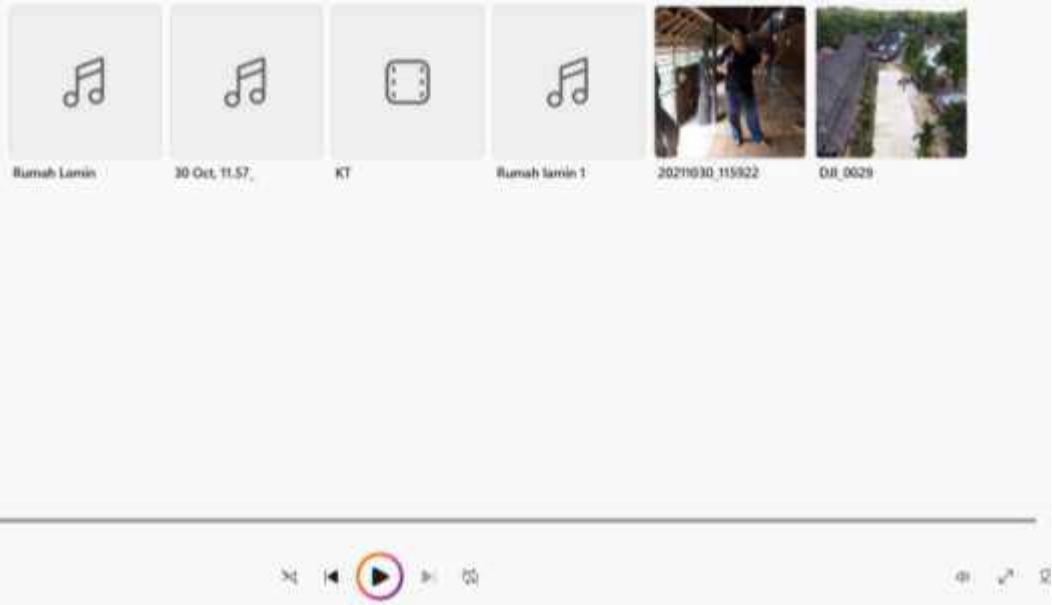 Rumah Lamin
30 Oct, 11.57_
KT
Rumah lamin 1
20211030_115922
DJI_0029